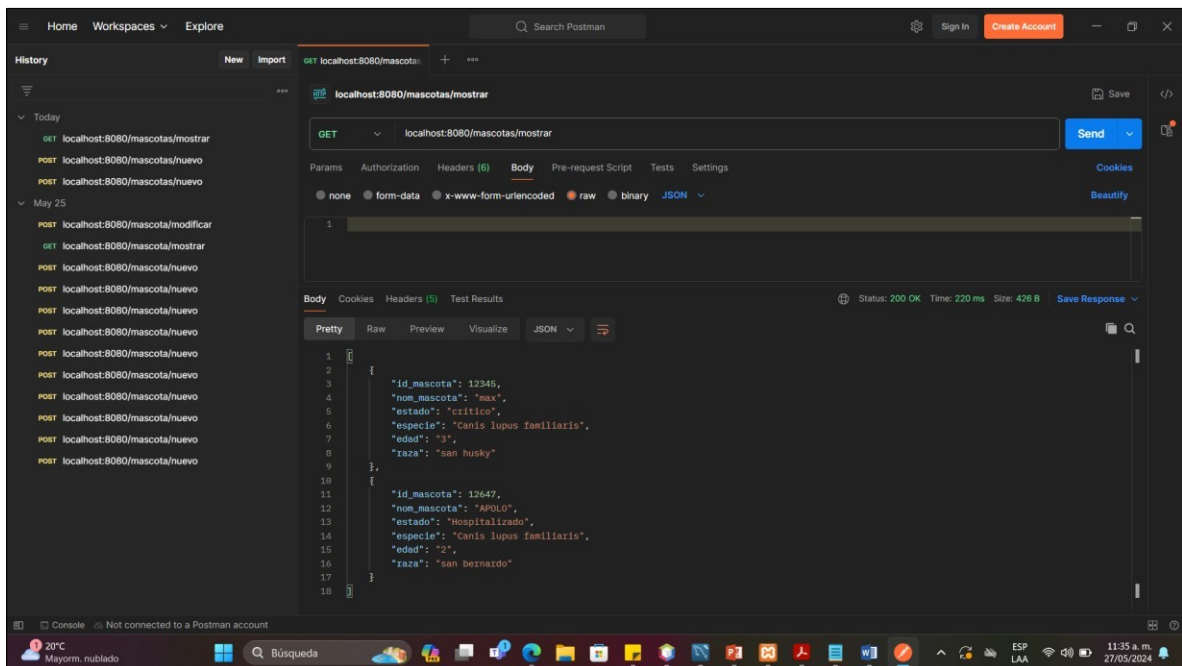 Home Workspaces Explore Search Postman Sign In Create Account
History New Import GET localhost:8080/mascotas
localhost:8080/mascotas/mostrar Save
Today
GET localhost:8080/mascotas/mostrar
POST localhost:8080/mascotas/nuevo
POST localhost:8080/mascotas/nuevo
May 25
POST localhost:8080/mascota/modificar
GET localhost:8080/mascota/mostrar
POST localhost:8080/mascota/nuevo
POST localhost:8080/mascota/nuevo
POST localhost:8080/mascota/nuevo
POST localhost:8080/mascota/nuevo
POST localhost:8080/mascota/nuevo
POST localhost:8080/mascota/nuevo
POST localhost:8080/mascota/nuevo
POST localhost:8080/mascota/nuevo
POST localhost:8080/mascota/nuevo
POST localhost:8080/mascota/nuevo
GET localhost:8080/mascotas/mostrar Send
Params Authorization Headers (6) Body Pre-request Script Tests Settings Cookies
none form-data x-www-form-urlencoded raw binary JSON Beautify
1
Body Cookies Headers (5) Test Results Status: 200 OK Time: 220 ms Size: 426 B Save Response
Pretty Raw Preview Visualize JSON
1 [
2 {
3 "id_mascota": 12345,
4 "nom_mascota": "max",
5 "estado": "critico",
6 "especie": "Canis lupus familiaris",
7 "edad": "3",
8 "raza": "san husky"
9 },
10 {
11 "id_mascota": 12647,
12 "nom_mascota": "APOLO",
13 "estado": "Hospitalizado",
14 "especie": "Canis lupus familiaris",
15 "edad": "2",
16 "raza": "san bernardo"
17 }
18 ]
Console Not connected to a Postman account
1 20°C
Mayorm. nublado
Búsqueda
ESP
LAA
11:35 a. m.
27/05/2024